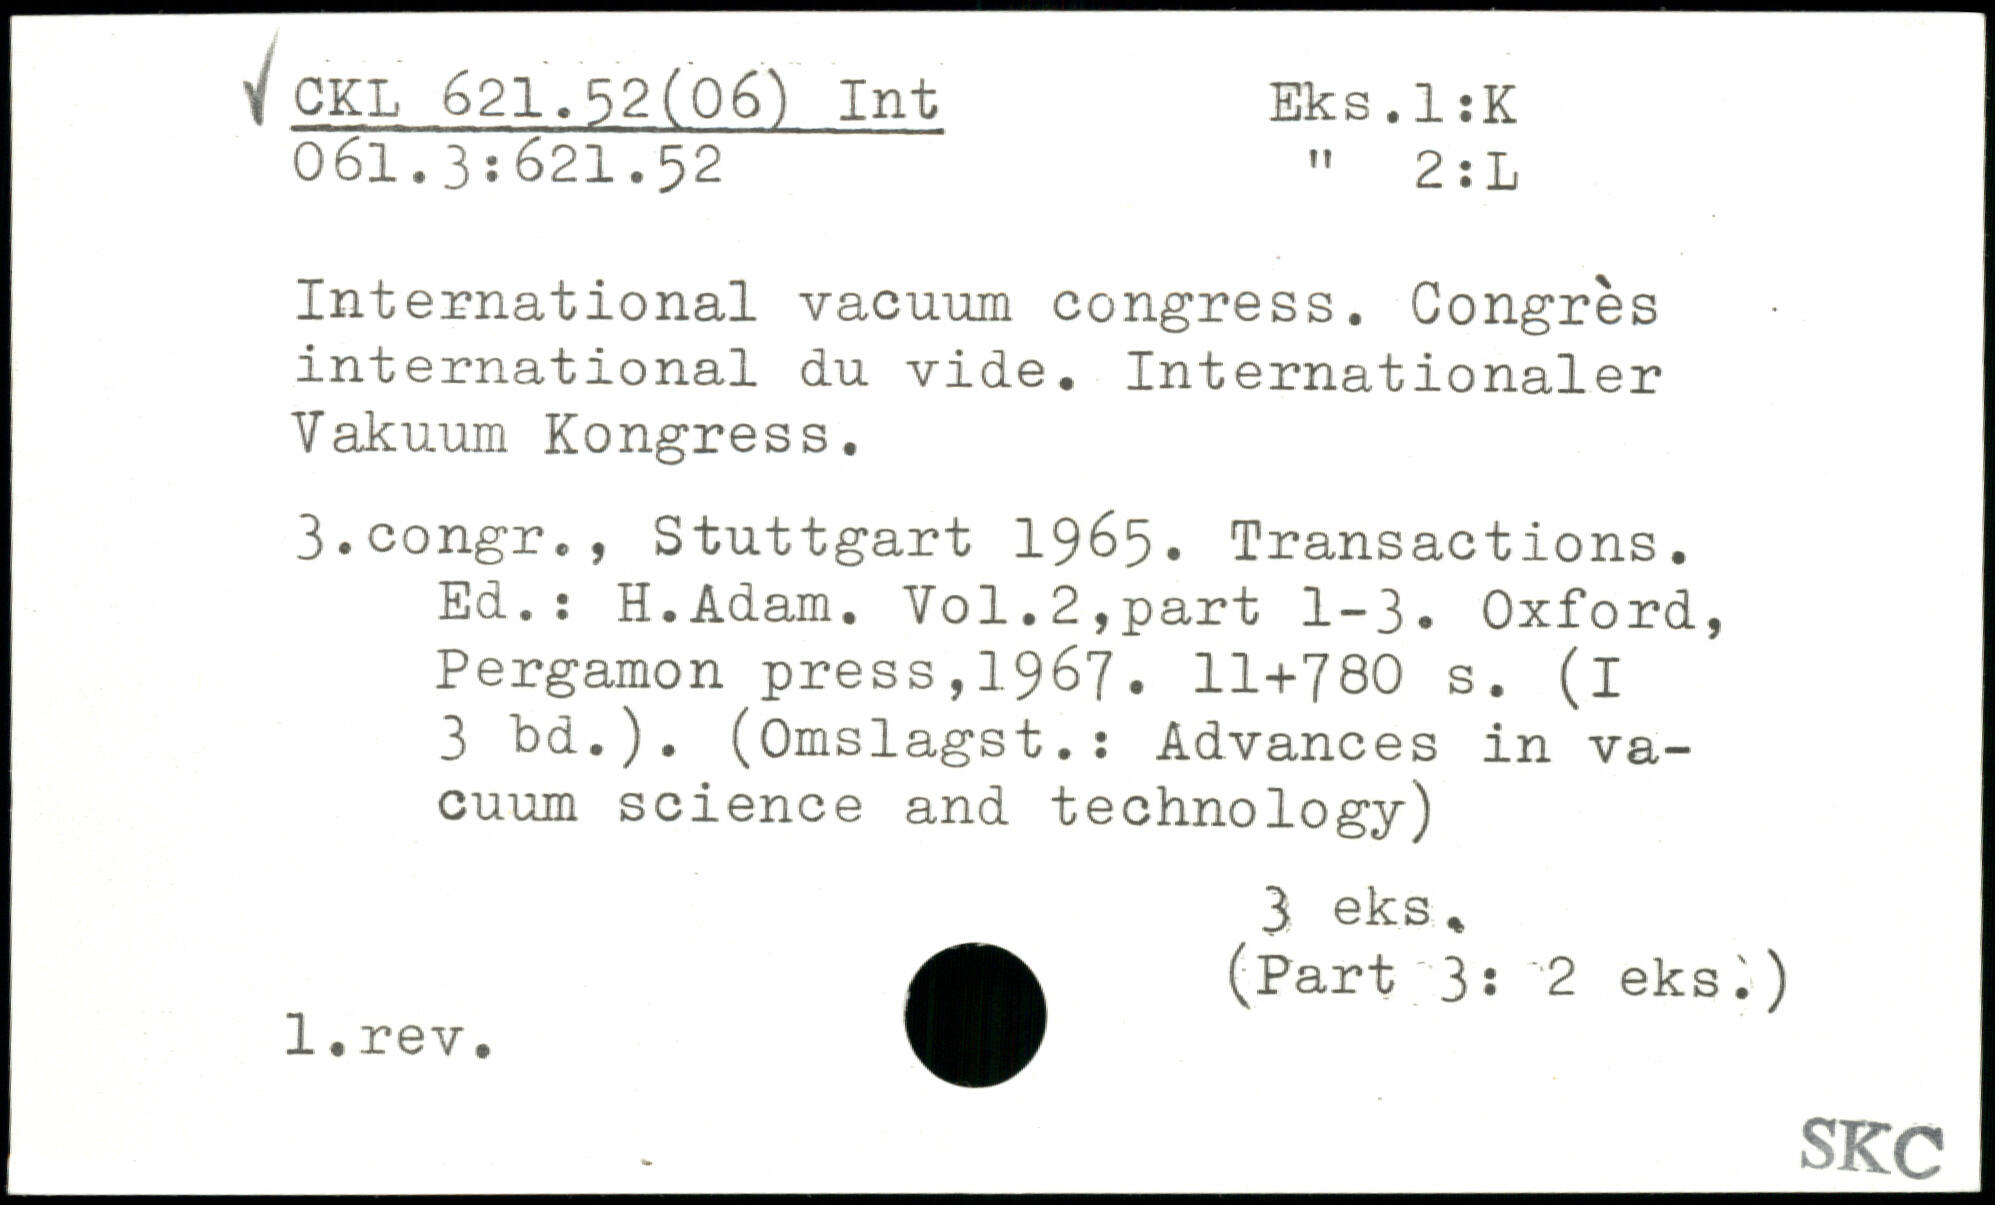 CKL 621.52(06) Int Eks.1:K
061.3:621.52 " 2:L
International vacuum congress. Congrès
international du vide. Internationaler
Vakuum Kongress.
3.congr., Stuttgart 1965. Transactions.
Ed.: H.Adam. Vol.2,part 1-3. Oxford,
Pergamon press,1967. 11+780 s. (I
3 bd.). (Omslagst.: Advances in va-
cuum science and technology)
3 eks.
(Part 3: 2 eks.)
1.rev.
SKC